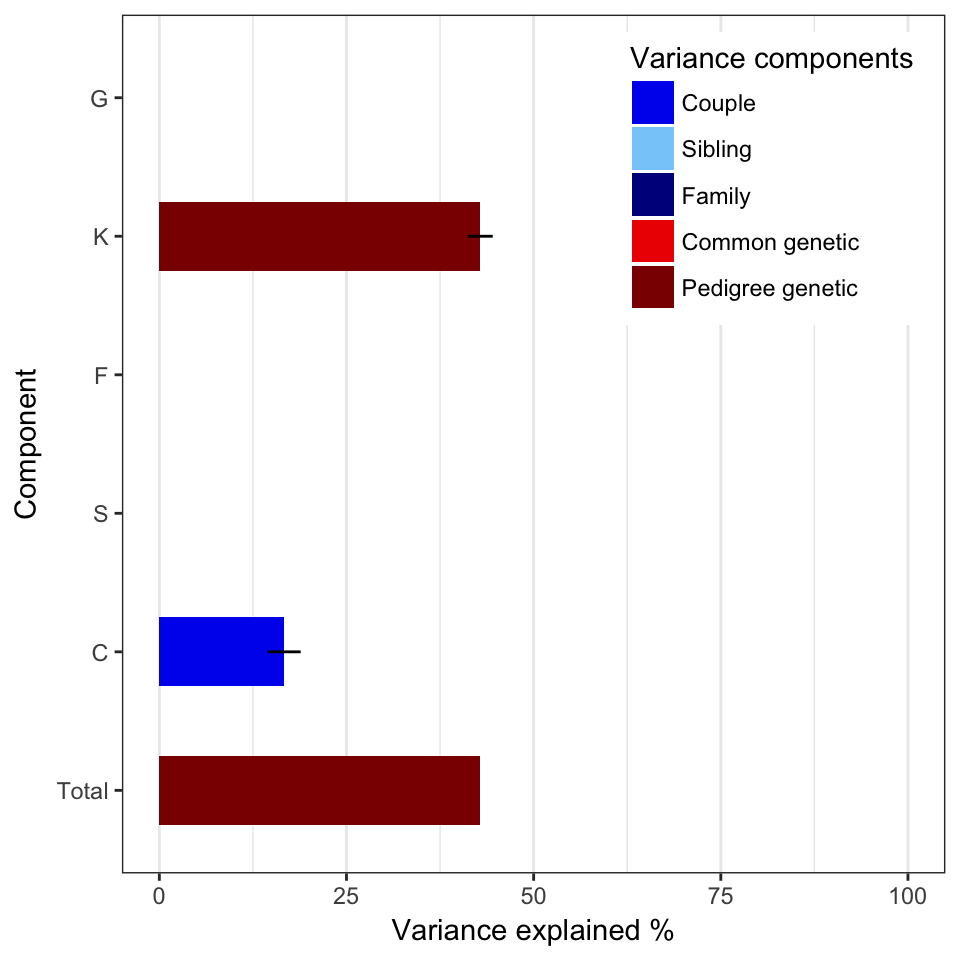 Variance components
Couple
Sibling
Family
Common genetic
Pedigree genetic
Component
G
K
F
S
C
Total
0 25 50 75 100
Variance explained %